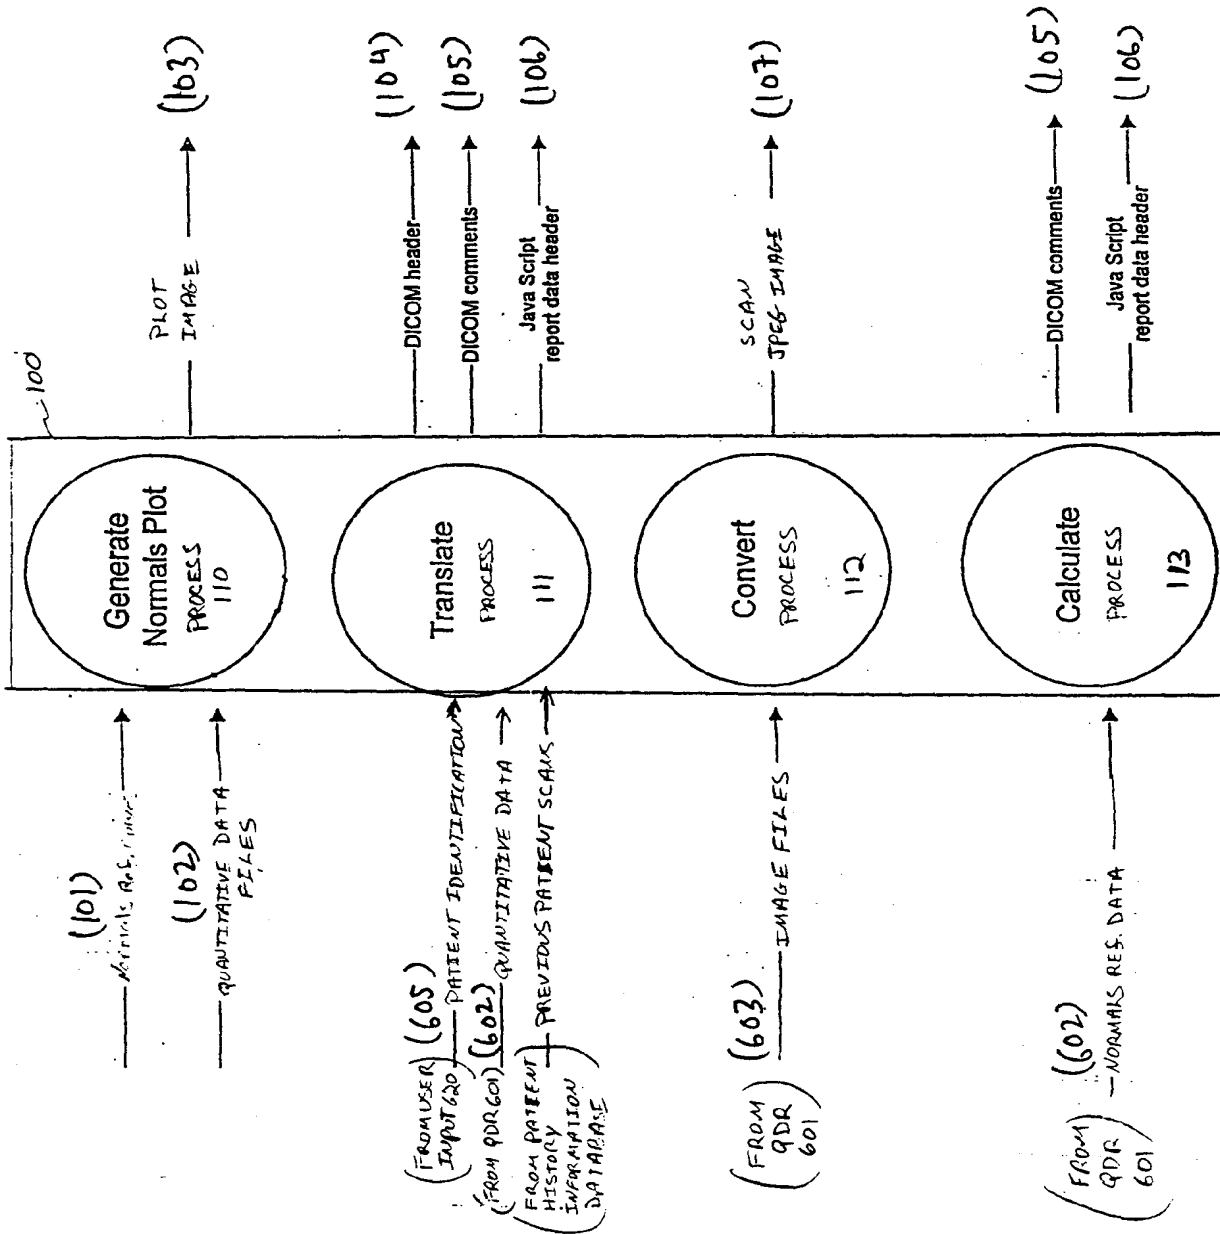 100
(101)
Normals Ref.
(102)
QUANTITATIVE DATA
FILES
Generate
Normals Plot
PROCESS
110
PLOT
IMAGE
(103)
(FROM USER
INPUT 620)
(605)
PATIENT IDENTIFICATION
(FROM QDR 601)
(602)
QUANTITATIVE DATA
(FROM PATIENT
HISTORY
INFORMATION
DATABASE
PREVIOUS PATIENT SCANS
Translate
PROCESS
111
DICOM header
(104)
DICOM comments
(105)
Java Script
report data header
(106)
(FROM
QDR
601)
(603)
IMAGE FILES
Convert
PROCESS
112
SCAN
JPEG IMAGE
(107)
(FROM
QDR
601)
(602)
NORMALS RES. DATA
Calculate
PROCESS
113
DICOM comments
(105)
Java Script
report data header
(106)